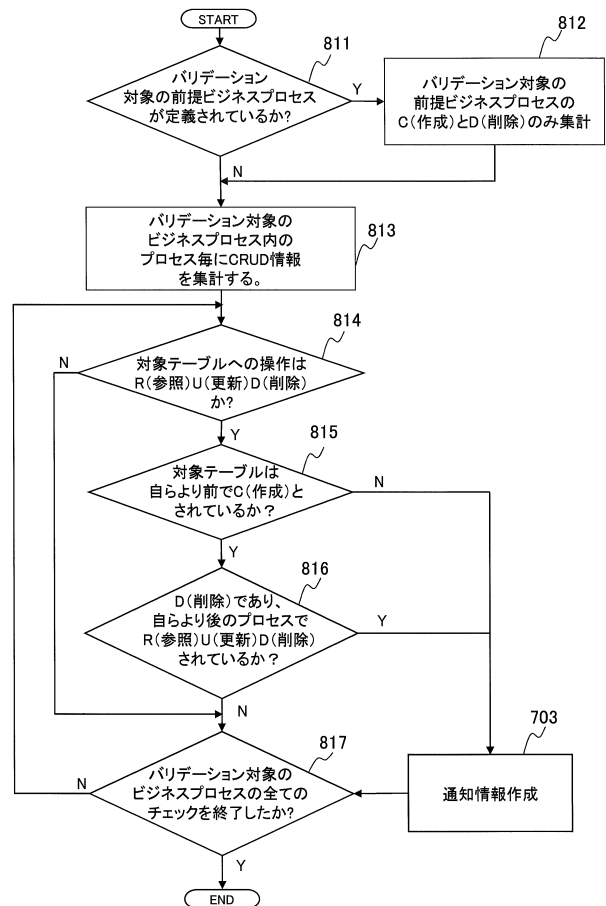 START
811
バリデーション
対象の前提ビジネスプロセス
が定義されているか?
Y
812
バリデーション対象の
前提ビジネスプロセスの
C(作成)とD(削除)のみ集計
N
バリデーション対象の
ビジネスプロセス内の
プロセス毎にCRUD情報
を集計する。
813
814
N
対象テーブルへの操作は
R(参照)U(更新)D(削除)
か?
Y
815
対象テーブルは
自らより前でC(作成)と
されているか?
N
Y
816
D(削除)であり、
自らより後のプロセスで
R(参照)U(更新)D(削除)
されているか?
Y
N
703
通知情報作成
817
N
バリデーション対象の
ビジネスプロセスの全ての
チェックを終了したか?
Y
END